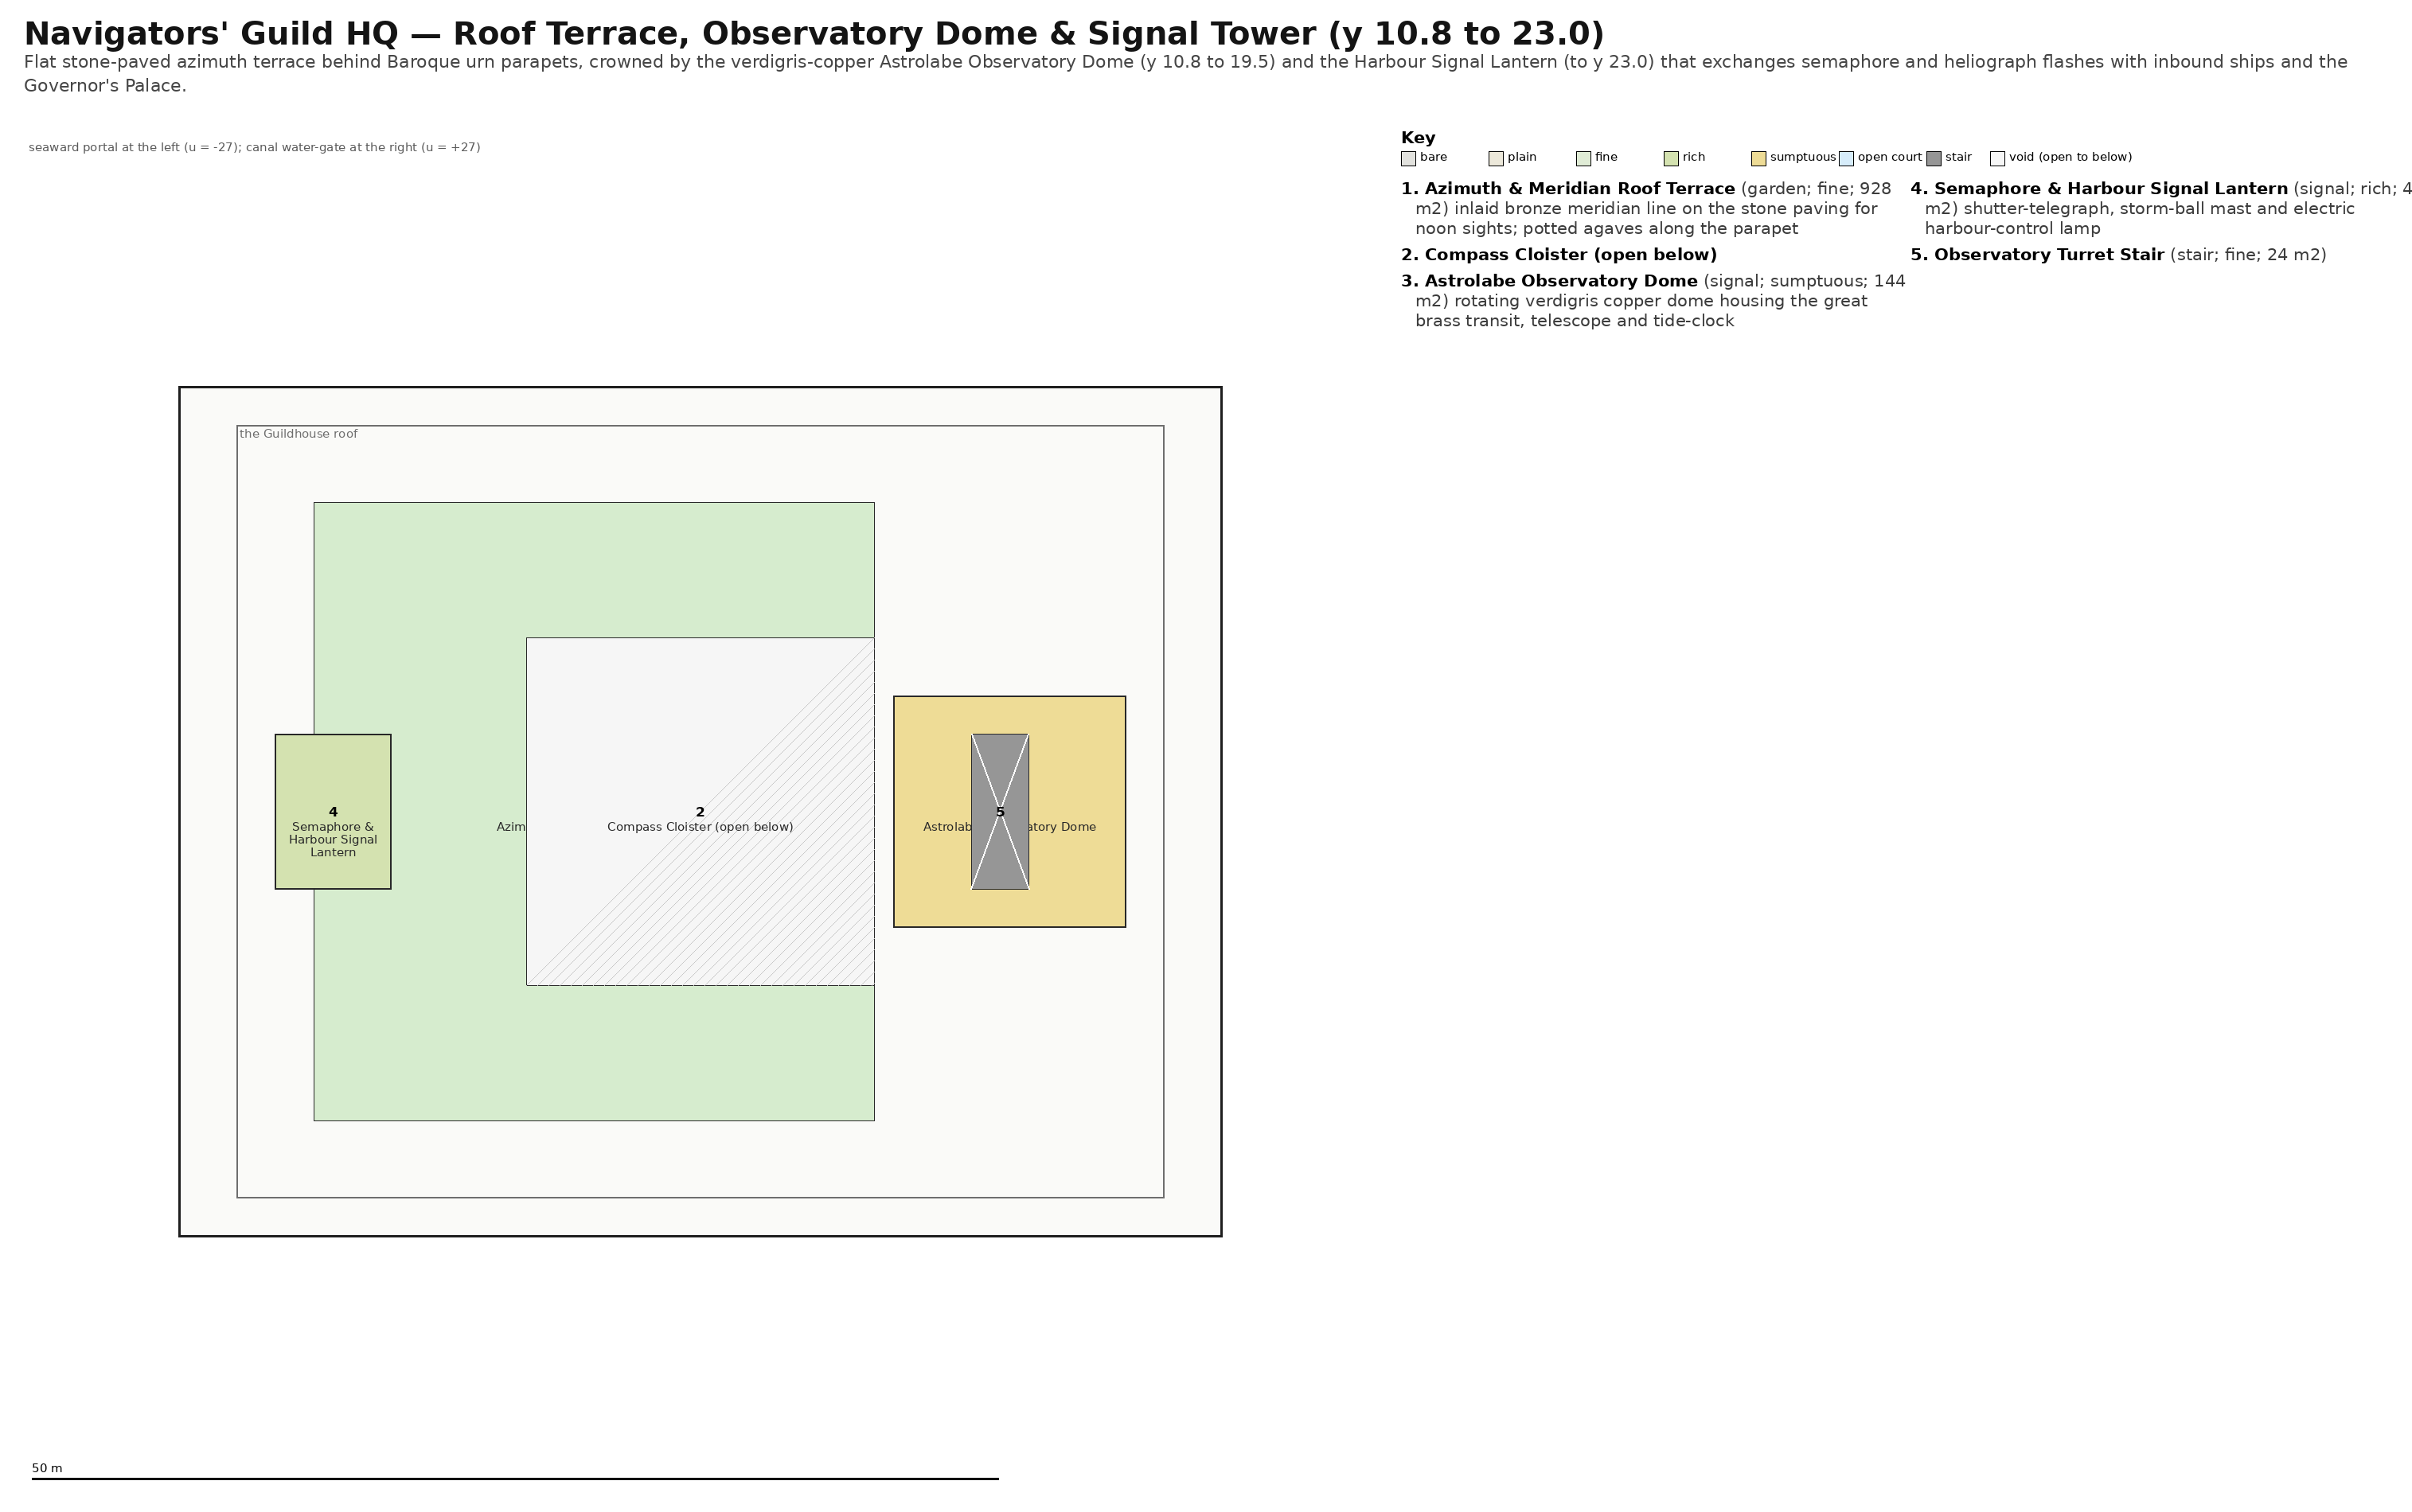 Navigators' Guild HQ — Roof Terrace, Observatory Dome & Signal Tower (y 10.8 to 23.0)
Flat stone-paved azimuth terrace behind Baroque urn parapets, crowned by the verdigris-copper Astrolabe Observatory Dome (y 10.8 to 19.5) and the Harbour Signal Lantern (to y 23.0) that exchanges semaphore and heliograph flashes with inbound ships and the
Governor's Palace.
seaward portal at the left (u = -27); canal water-gate at the right (u = +27)
Key
bare plain fine rich sumptuous open court stair void (open to below)
1. Azimuth & Meridian Roof Terrace (garden; fine; 928
m2) inlaid bronze meridian line on the stone paving for
noon sights; potted agaves along the parapet
2. Compass Cloister (open below)
3. Astrolabe Observatory Dome (signal; sumptuous; 144
m2) rotating verdigris copper dome housing the great
brass transit, telescope and tide-clock
4. Semaphore & Harbour Signal Lantern (signal; rich; 4
m2) shutter-telegraph, storm-ball mast and electric
harbour-control lamp
5. Observatory Turret Stair (stair; fine; 24 m2)
the Guildhouse roof
4
Semaphore &
Harbour Signal
Lantern
Azim
2
Compass Cloister (open below)
5
Astrolab atory Dome
50 m